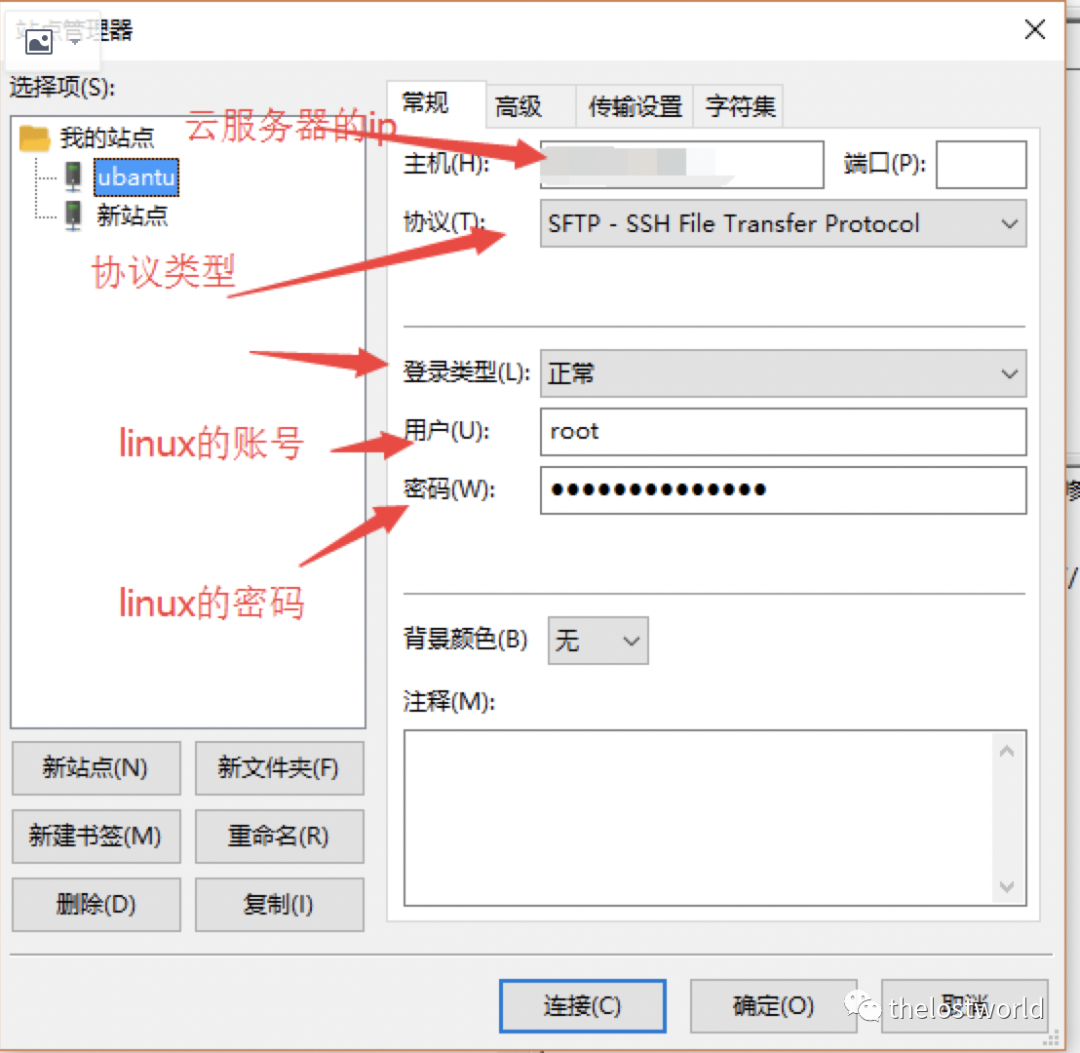 站点管理器
选择项(S):
我的站点
ubantu
新站点
云服务器的ip
协议类型
linux的账号
linux的密码
常规
高级
传输设置
字符集
主机(H):
端口(P):
协议(T):
SFTP - SSH File Transfer Protocol
登录类型(L):
正常
用户(U):
root
密码(W):
●●●●●●●●●●●●●●
背景颜色(B)
无
注释(M):
新站点(N)
新文件夹(F)
新建书签(M)
重命名(R)
删除(D)
复制(I)
连接(C)
确定(O)
取消
thelostworld
修
/